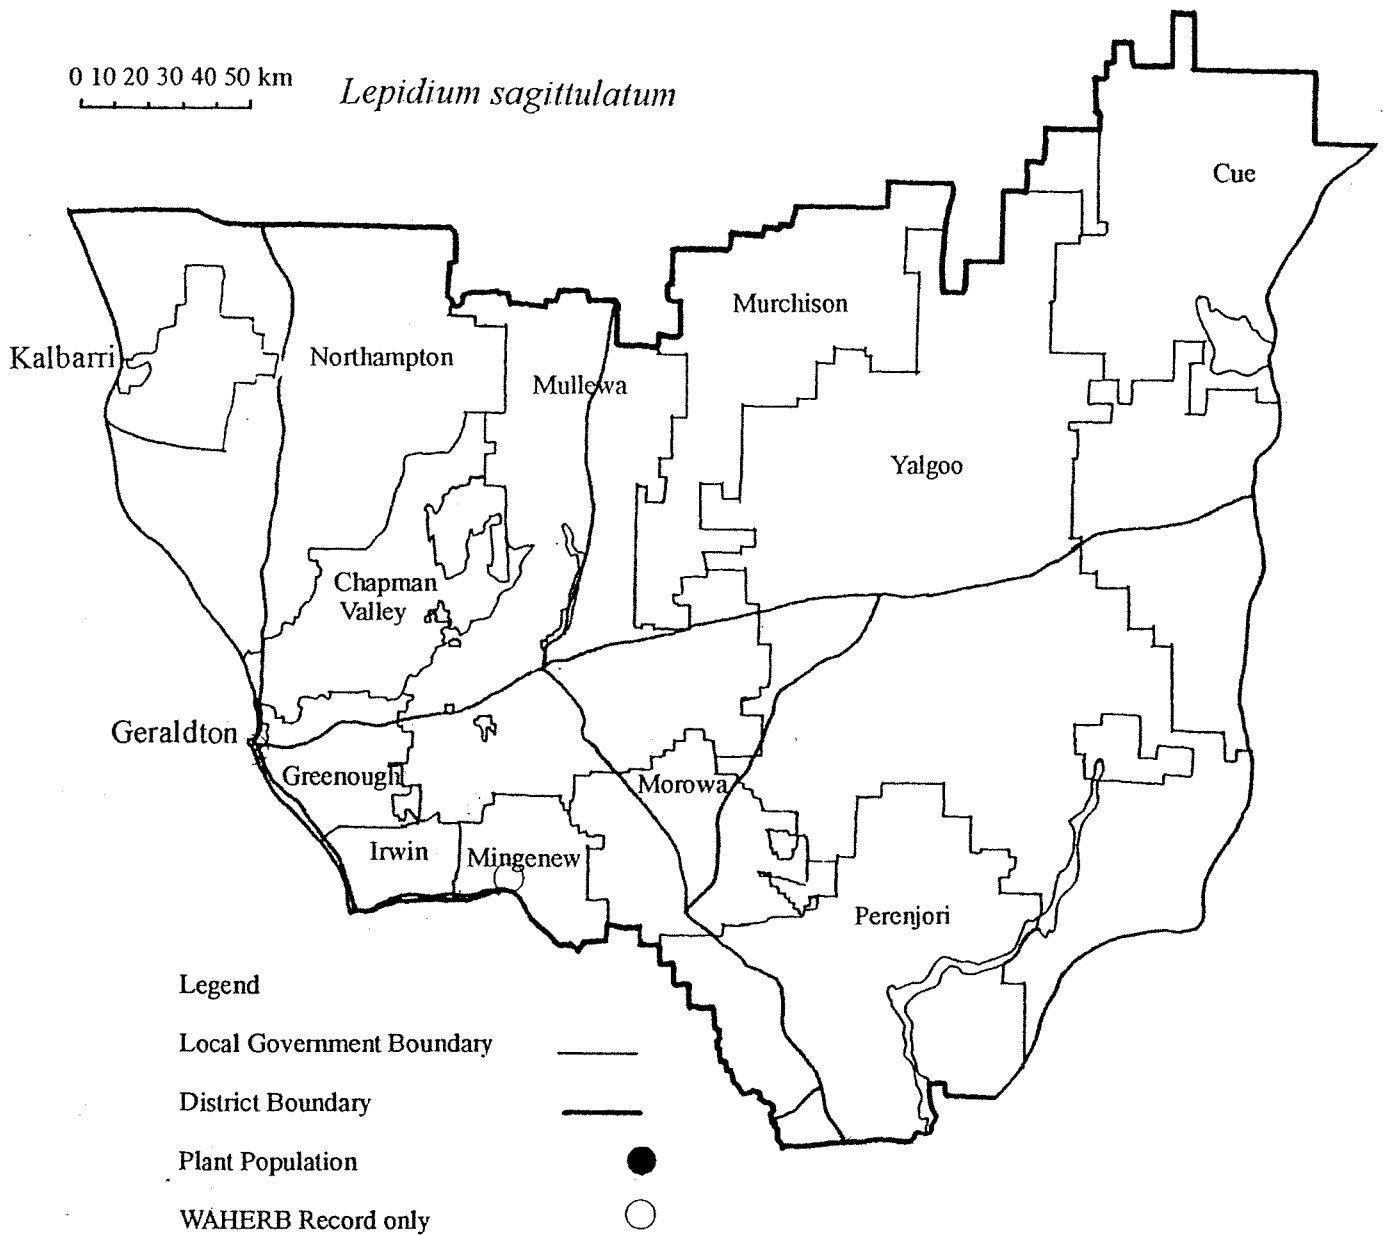 0 10 20 30 40 50 km
Lepidium sagittulatum
Cue
Murchison
Kalbarri
Northampton
Mullewa
Yalgoo
Chapman
Valley
Geraldton
Greenough
Morowa
Irwin
Mingenew
Perenjori
Legend
Local Government Boundary
District Boundary
Plant Population
WAHERB Record only